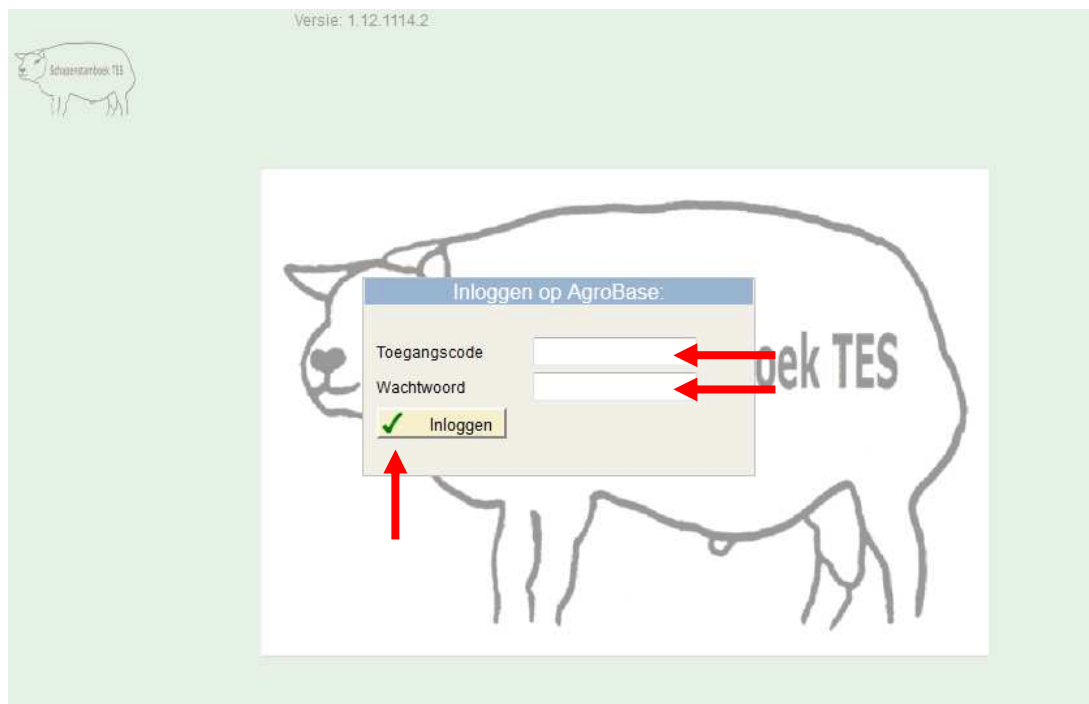 Versie: 1.12.1114.2
Schapenstamboek TES
Inloggen op AgroBase:
Toegangscode
oek TES
Wachtwoord
Inloggen